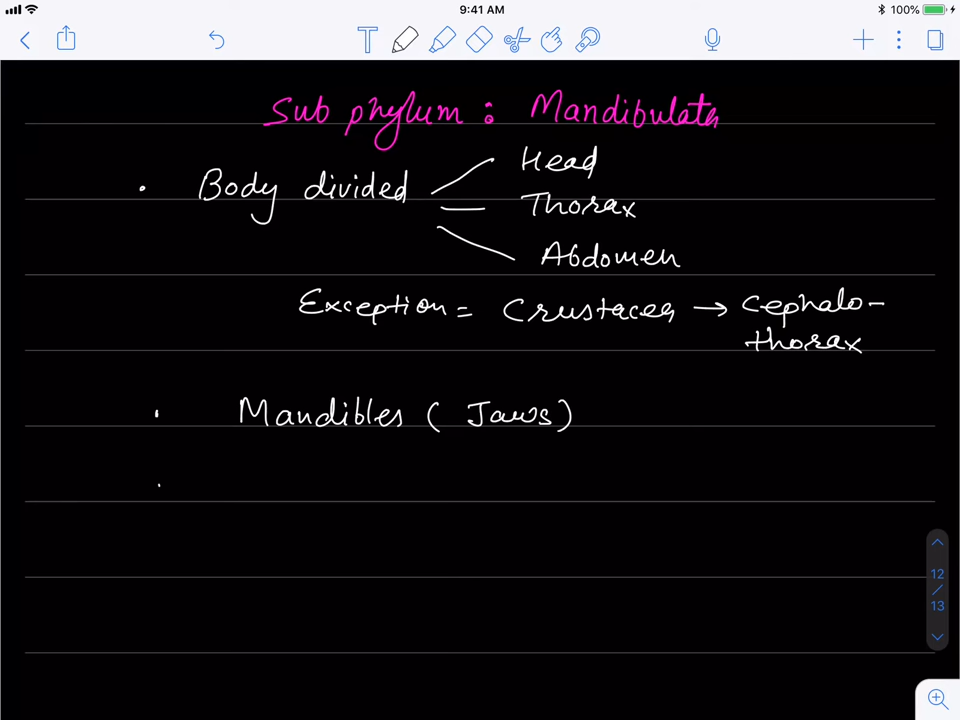 9:41 AM
100%
Sub phylum : Mandibulata
• Body divided
Head
Thorax
Abdomen
Exception = Crustacea → Cephalo-
thorax
• Mandibles ( Jaws )
•
12
/
13